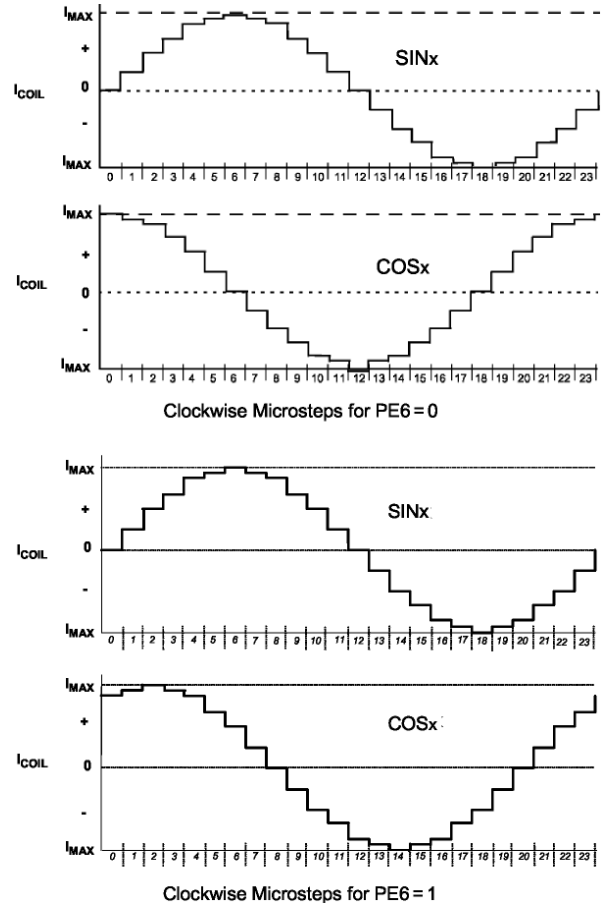 IMAX
+
SINx
ICOIL 0
-
IMAX
0 1 2 3 4 5 6 7 8 9 10 11 12 13 14 15 16 17 18 19 20 21 22 23
IMAX
+
COSx
ICOIL 0
-
IMAX
0 1 2 3 4 5 6 7 8 9 10 11 12 13 14 15 16 17 18 19 20 21 22 23
Clockwise Microsteps for PE6 = 0
IMAX
+
SINx
ICOIL 0
-
IMAX
0 1 2 3 4 5 6 7 8 9 10 11 12 13 14 15 16 17 18 19 20 21 22 23
IMAX
COSx
+
ICOIL 0
-
IMAX
0 1 2 3 4 5 6 7 8 9 10 11 12 13 14 15 16 17 18 19 20 21 22 23
Clockwise Microsteps for PE6 = 1